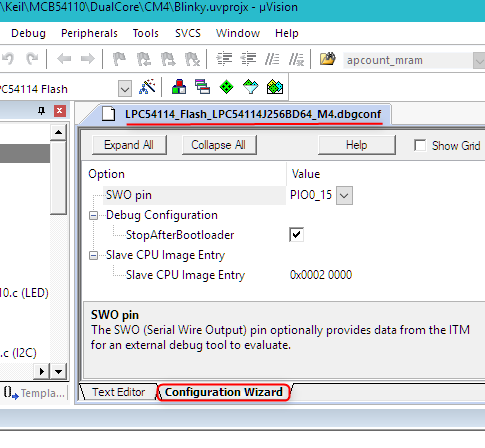 \Keil\MCB54110\DualCore\CM4\Blinky.uvprojx - µVision
Debug Peripherals Tools SVCS Window Help
apcount_mram
C54114 Flash
LPC54114_Flash_LPC54114J256BD64_M4.dbgconf
Expand All Collapse All Help Show Grid
Option Value
SWO pin PIO0_15
Debug Configuration
StopAfterBootloader
Slave CPU Image Entry
Slave CPU Image Entry 0x0002 0000
10.c (LED)
.c (I2C)
SWO pin
The SWO (Serial Wire Output) pin optionally provides data from the ITM
for an external debug tool to evaluate.
Templa...
Text Editor Configuration Wizard